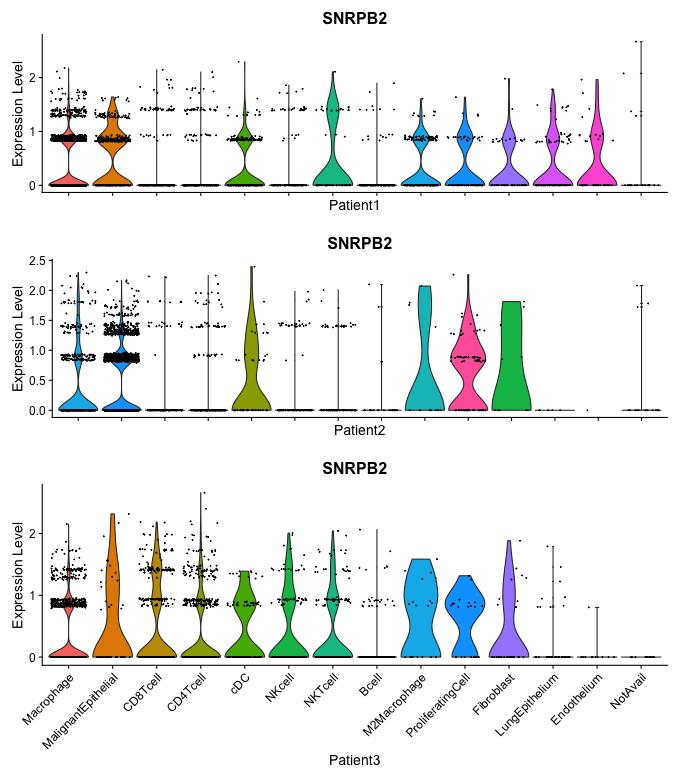 SNRPB2
Expression Level
2
1
0
Patient1
SNRPB2
Expression Level
2.5
2.0
1.5
1.0
0.5
0.0
Patient2
SNRPB2
Expression Level
2
1
0
Macrophage
MalignantEpithelial
CD8Tcell
CD4Tcell
cDC
NKcell
NKTcell
Bcell
M2Macrophage
ProliferatingCell
Fibroblast
LungEpithelium
Endothelium
NotAvail
Patient3